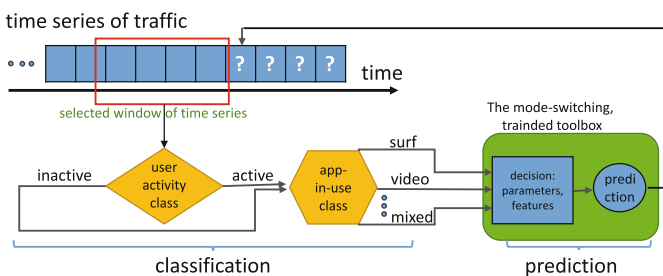 time series of traffic
? ? ? ?
time
selected window of time series
The mode-switching,
trainded toolbox
inactive
user
activity
class
active
app-
in-use
class
surf
video
mixed
decision:
parameters,
features
predi
ction
classification
prediction